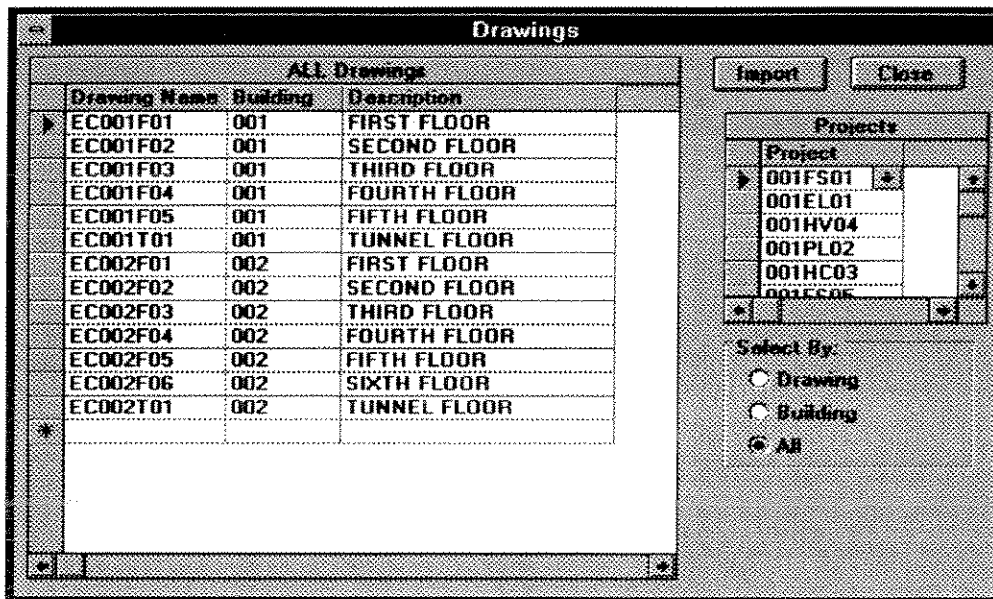 Drawings
ALL Drawings
Drawing Name Building Description
EC001F01 001 FIRST FLOOR
EC001F02 001 SECOND FLOOR
EC001F03 001 THIRD FLOOR
EC001F04 001 FOURTH FLOOR
EC001F05 001 FIFTH FLOOR
EC001T01 001 TUNNEL FLOOR
EC002F01 002 FIRST FLOOR
EC002F02 002 SECOND FLOOR
EC002F03 002 THIRD FLOOR
EC002F04 002 FOURTH FLOOR
EC002F05 002 FIFTH FLOOR
EC002F06 002 SIXTH FLOOR
EC002T01 002 TUNNEL FLOOR
Import Close
Projects
Project
001FS01
001EL01
001HV04
001PL02
001HC03
001FS05
Select By:
Drawing
Building
All